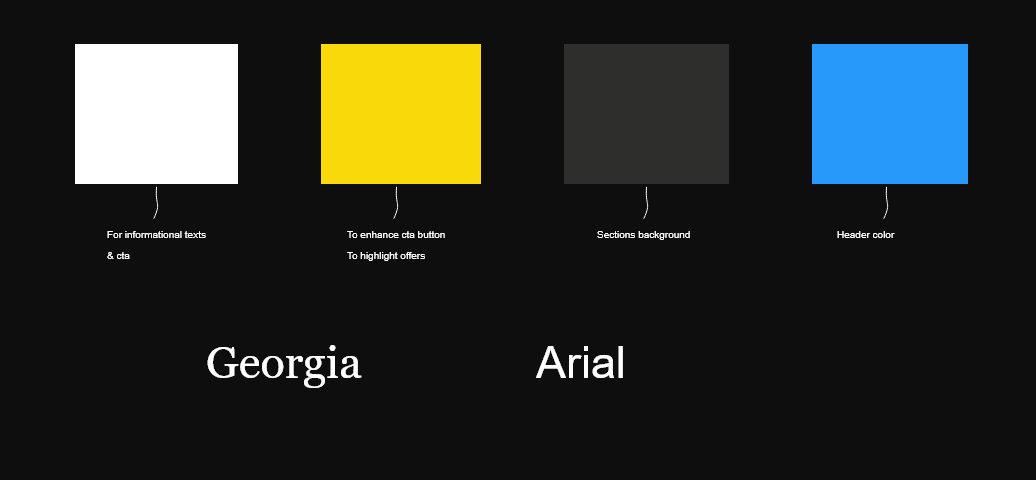 For informational texts
& cta
To enhance cta button
To highlight offers
Sections background
Header color
Georgia
Arial